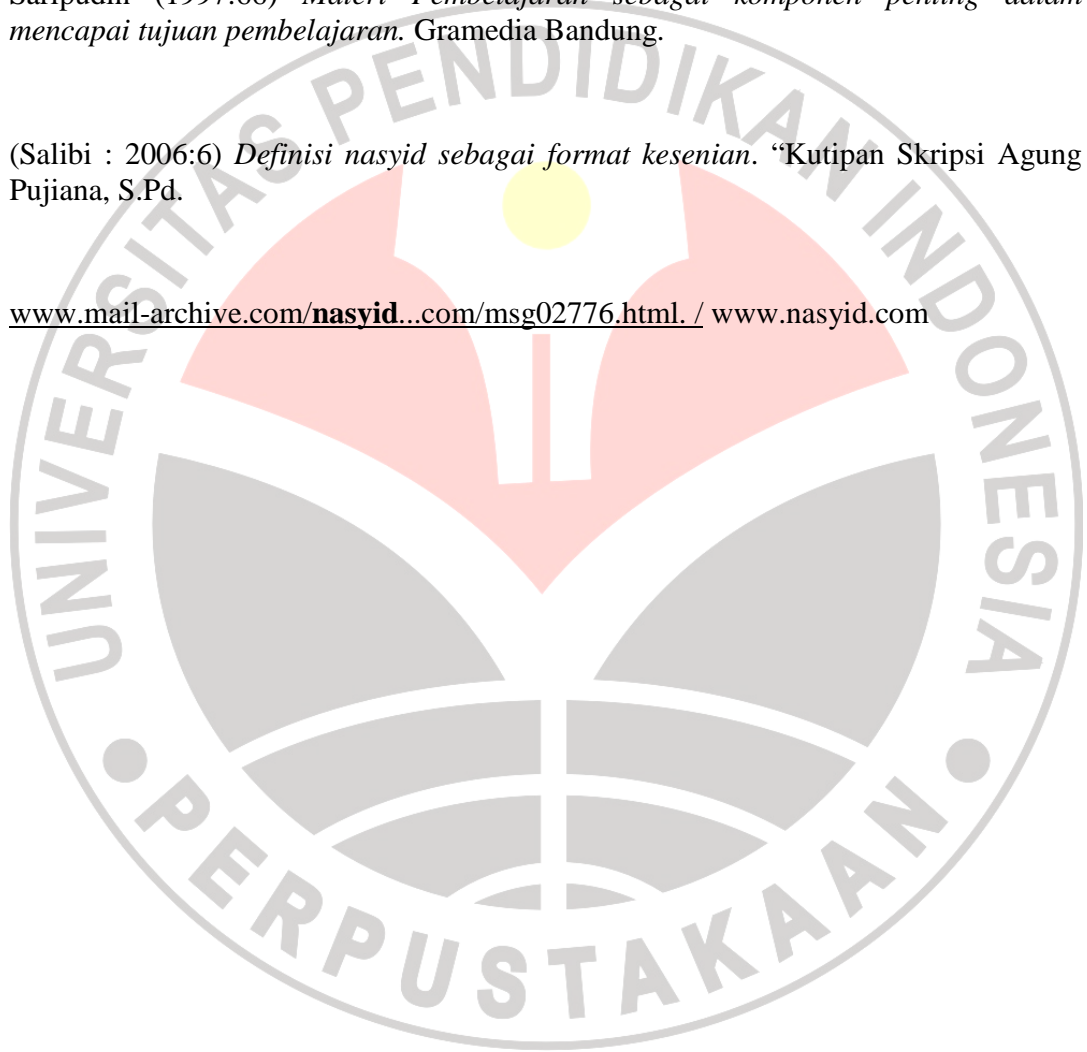 mencapai tujuan pembelajaran. Gramedia Bandung.
(Salibi : 2006:6) Definisi nasyid sebagai format kesenian. “Kutipan Skripsi Agung
Pujiana, S.Pd.
www.mail-archive.com/nasyid...com/msg02776.html. / www.nasyid.com
UNIVERSITAS PENDIDIKAN INDONESIA
PERPUSTAKAAN